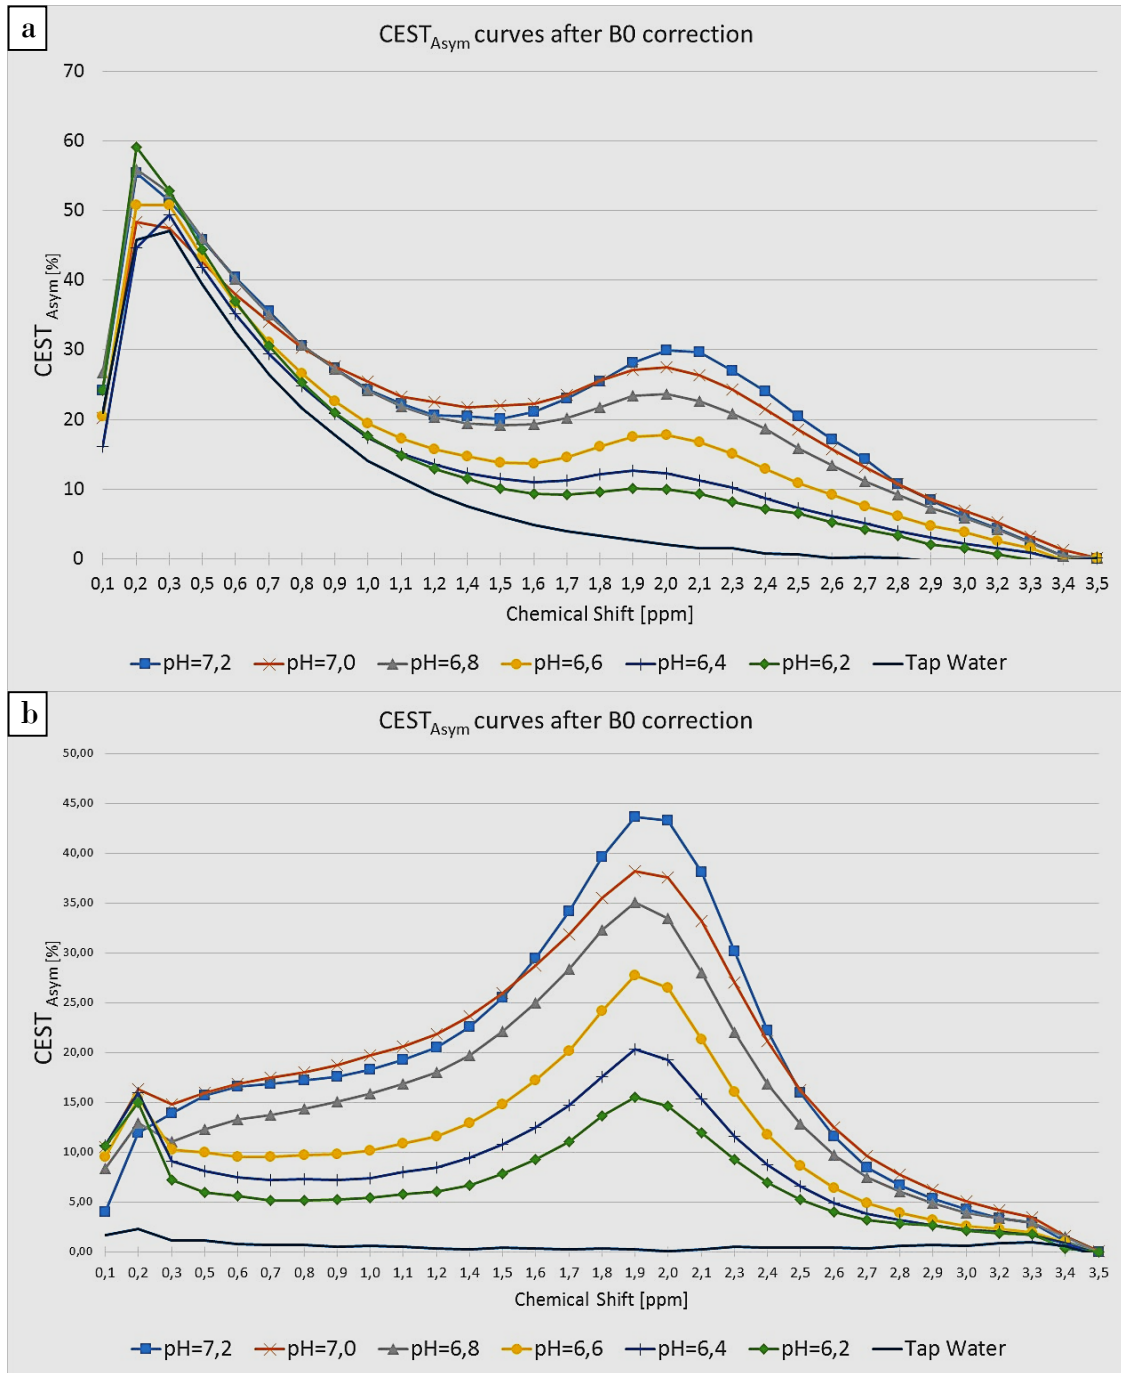 a
CEST Asym curves after B0 correction
70
60
50
40
30
20
10
0
CEST Asym [%]
0,1 0,2 0,3 0,5 0,6 0,7 0,8 0,9 1,0 1,1 1,2 1,4 1,5 1,6 1,7 1,8 1,9 2,0 2,1 2,3 2,4 2,5 2,6 2,7 2,8 2,9 3,0 3,2 3,3 3,4 3,5
Chemical Shift [ppm]
pH=7,2 pH=7,0 pH=6,8 pH=6,6 pH=6,4 pH=6,2 Tap Water
b
CEST Asym curves after B0 correction
50,00
45,00
40,00
35,00
30,00
25,00
20,00
15,00
10,00
5,00
0,00
CEST Asym [%]
0,1 0,2 0,3 0,5 0,6 0,7 0,8 0,9 1,0 1,1 1,2 1,4 1,5 1,6 1,7 1,8 1,9 2,0 2,1 2,3 2,4 2,5 2,6 2,7 2,8 2,9 3,0 3,2 3,3 3,4 3,5
Chemical Shift [ppm]
pH=7,2 pH=7,0 pH=6,8 pH=6,6 pH=6,4 pH=6,2 Tap Water